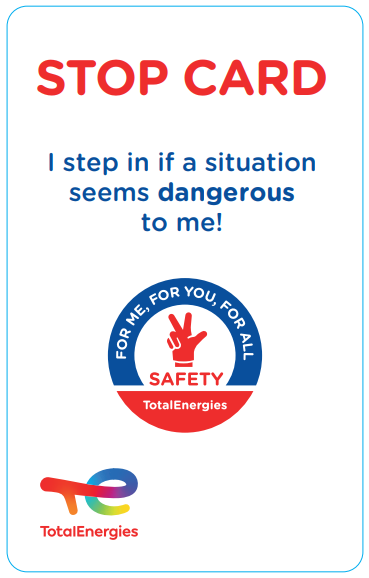 STOP CARD
I step in if a situation
seems dangerous
to me!
FOR ME, FOR YOU, FOR ALL
SAFETY
TotalEnergies
TotalEnergies